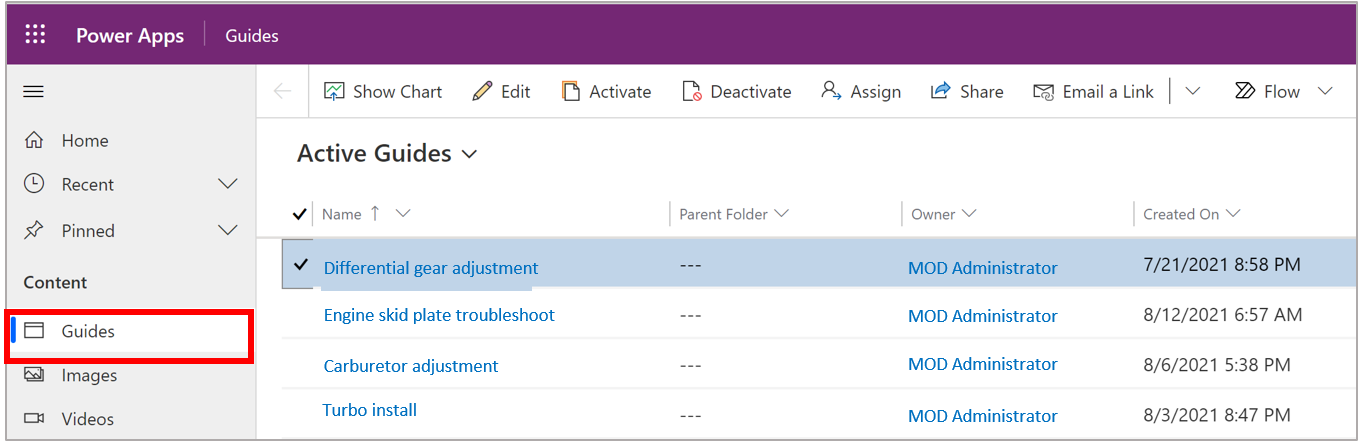 Power Apps Guides
Show Chart Edit Activate Deactivate Assign Share Email a Link Flow
Home
Recent
Pinned
Content
Guides
Images
Videos
Active Guides
Name Parent Folder Owner Created On
Differential gear adjustment --- MOD Administrator 7/21/2021 8:58 PM
Engine skid plate troubleshoot --- MOD Administrator 8/12/2021 6:57 AM
Carburetor adjustment --- MOD Administrator 8/6/2021 5:38 PM
Turbo install --- MOD Administrator 8/3/2021 8:47 PM